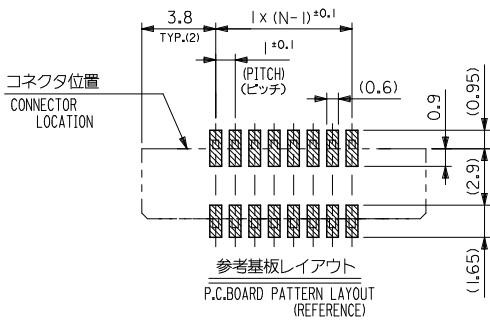 3.8
TYP.(2)
1×(N-1)±0.1
1±0.1
(PITCH)
(ピッチ)
(0.6)
0.9
(0.95)
(2.9)
(1.65)
コネクタ位置
CONNECTOR
LOCATION
参考基板レイアウト
P.C.BOARD PATTERN LAYOUT
(REFERENCE)